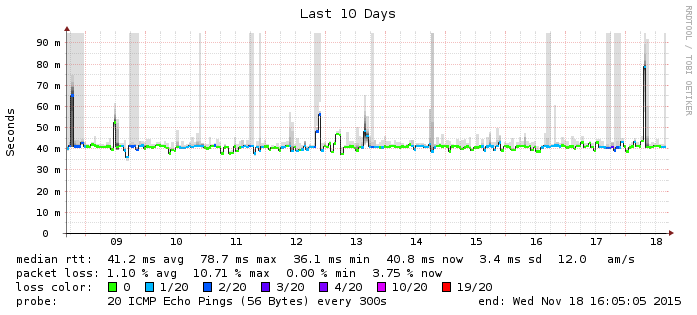 Last 10 Days
RRDTOOL / TOBI OETIKER
Seconds
90 m
80 m
70 m
60 m
50 m
40 m
30 m
20 m
10 m
0
09 10 11 12 13 14 15 16 17 18
median rtt: 41.2 ms avg 78.7 ms max 36.1 ms min 40.8 ms now 3.4 ms sd 12.0 am/s
packet loss: 1.10 % avg 10.71 % max 0.00 % min 3.75 % now
loss color: 0 1/20 2/20 3/20 4/20 10/20 19/20
probe: 20 ICMP Echo Pings (56 Bytes) every 300s end: Wed Nov 18 16:05:05 2015